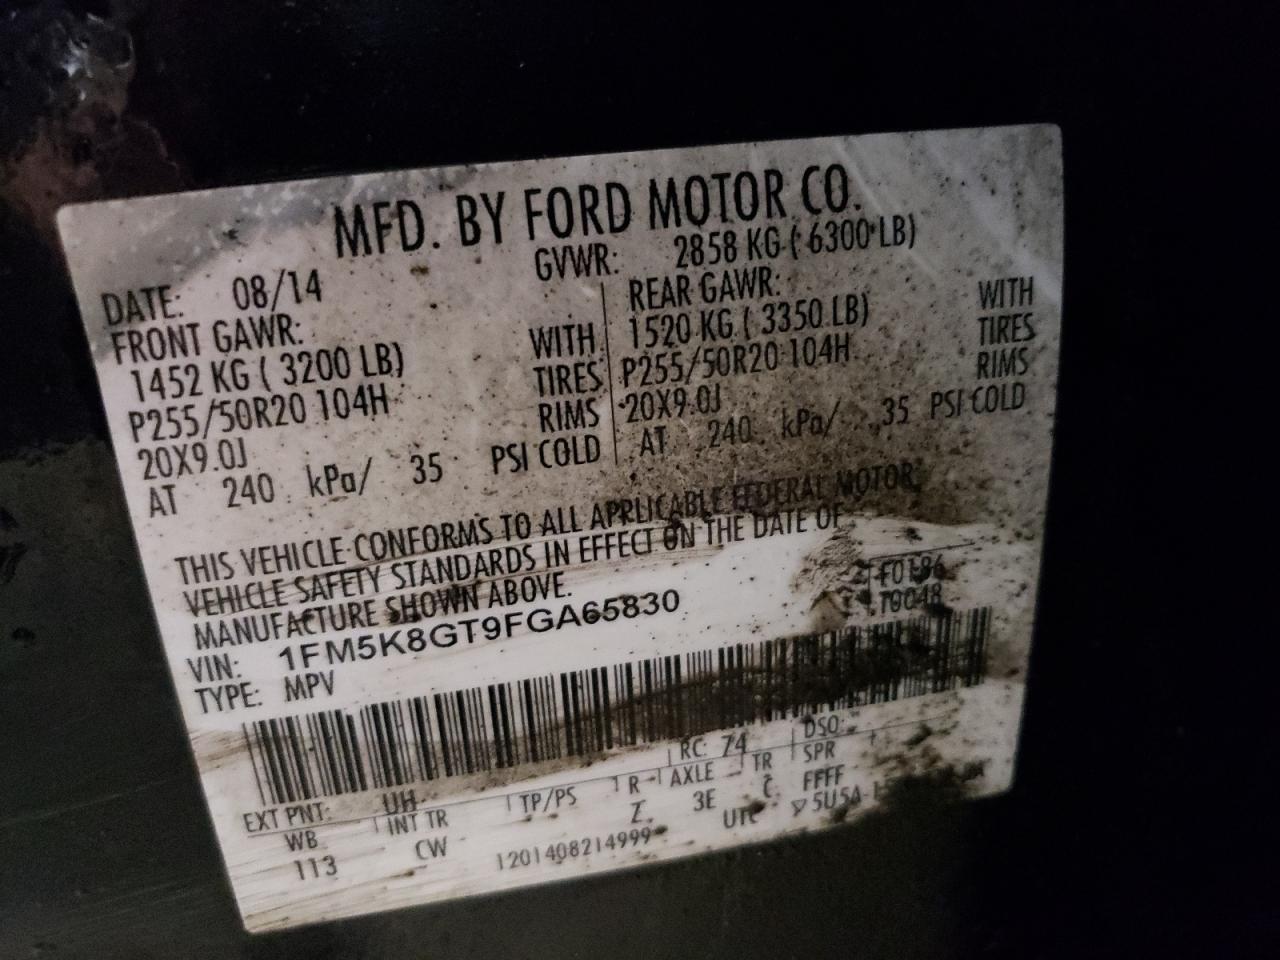 MFD. BY FORD MOTOR CO.
DATE: 08/14 GVWR: 2858 KG ( 6300 LB)
FRONT GAWR: WITH
1452 KG ( 3200 LB) TIRES
P255/50R20 104H RIMS
20X9.0J
AT 240 kPa/ 35 PSI COLD
REAR GAWR: WITH
1520 KG ( 3350 LB) TIRES
P255/50R20 104H RIMS
20X9.0J
AT 240 kPa/ 35 PSI COLD
THIS VEHICLE CONFORMS TO ALL APPLICABLE FEDERAL MOTOR
VEHICLE SAFETY STANDARDS IN EFFECT ON THE DATE OF
MANUFACTURE SHOWN ABOVE.
VIN: 1FM5K8GT9FGA65830
TYPE: MPV
T0048
EXT PNT: UH RC: 74 DSO:
WB INT TR TP/PS R AXLE TR SPR
113 CW 3E FFFF
1201408214999 UTC